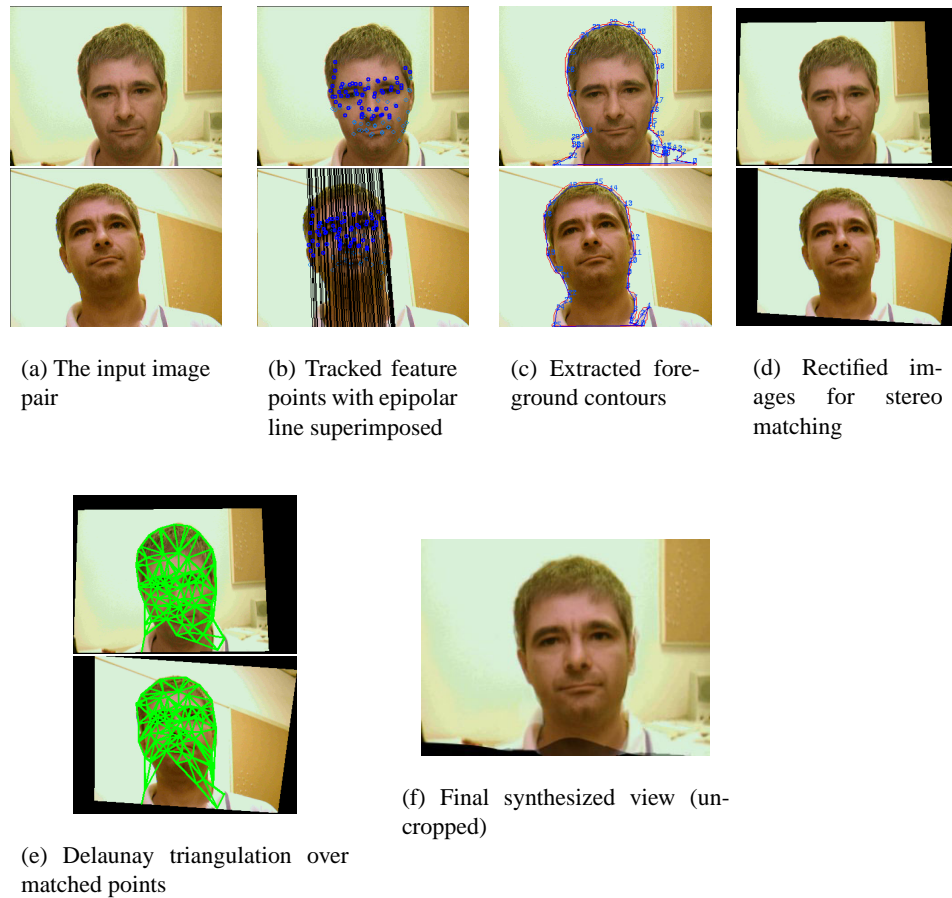 (a) The input image
pair
(b) Tracked feature
points with epipolar
line superimposed
(c) Extracted fore-
ground contours
(d) Rectified im-
ages for stereo
matching
(e) Delaunay triangulation over
matched points
(f) Final synthesized view (un-
cropped)